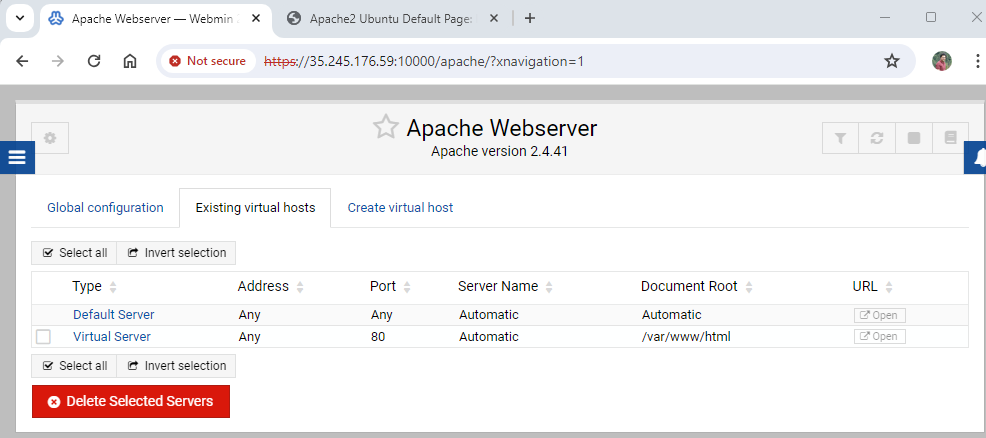 Apache Webserver — Webmin 2
Apache2 Ubuntu Default Page:
Not secure
https://35.245.176.59:10000/apache/?xnavigation=1
Apache Webserver
Apache version 2.4.41
Global configuration Existing virtual hosts Create virtual host
Select all Invert selection
Type Address Port Server Name Document Root URL
Default Server Any Any Automatic Automatic Open
Virtual Server Any 80 Automatic /var/www/html Open
Select all Invert selection
Delete Selected Servers